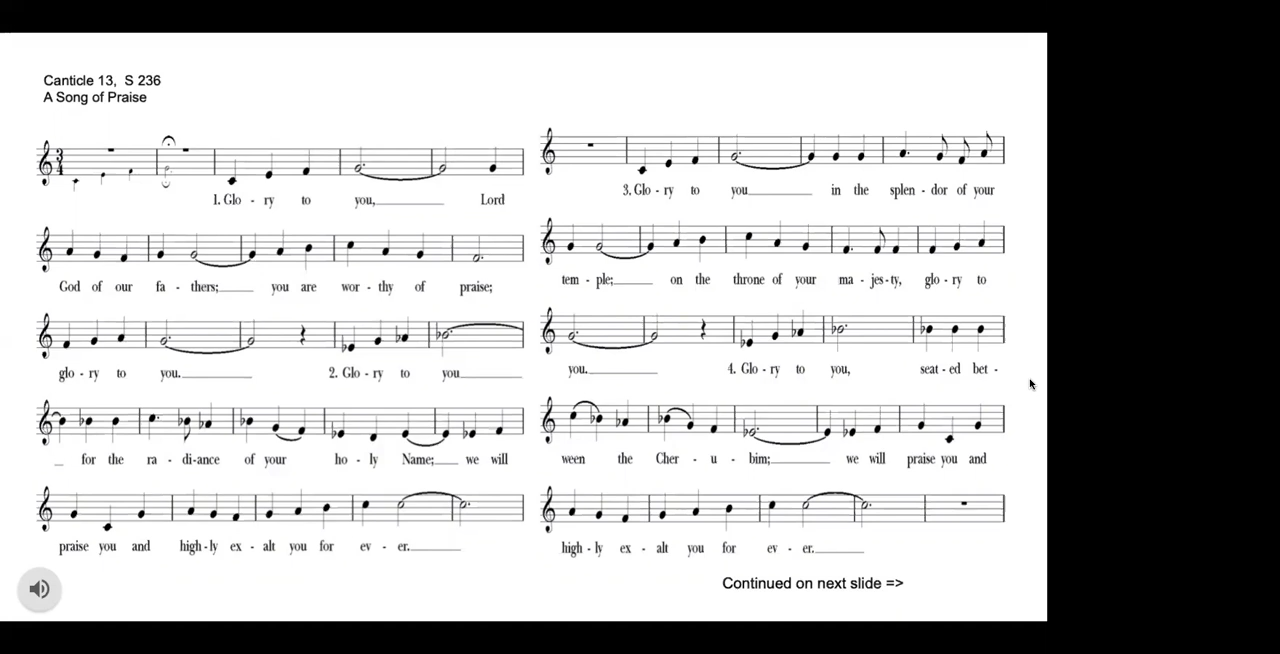 Canticle 13, S 236
A Song of Praise
1. Glo - ry to you, Lord
God of our fa - thers; you are wor - thy of praise;
glo - ry to you. 2. Glo - ry to you
for the ra - di-ance of your ho - ly Name; we will
praise you and high-ly ex - alt you for ev - er.
3. Glo - ry to you in the splen - dor of your
tem - ple; on the throne of your ma - jes-ty, glo - ry to
you. 4. Glo - ry to you, seat - ed bet -
ween the Cher - u - bim; we will praise you and
high - ly ex - alt you for ev - er.
Continued on next slide =>